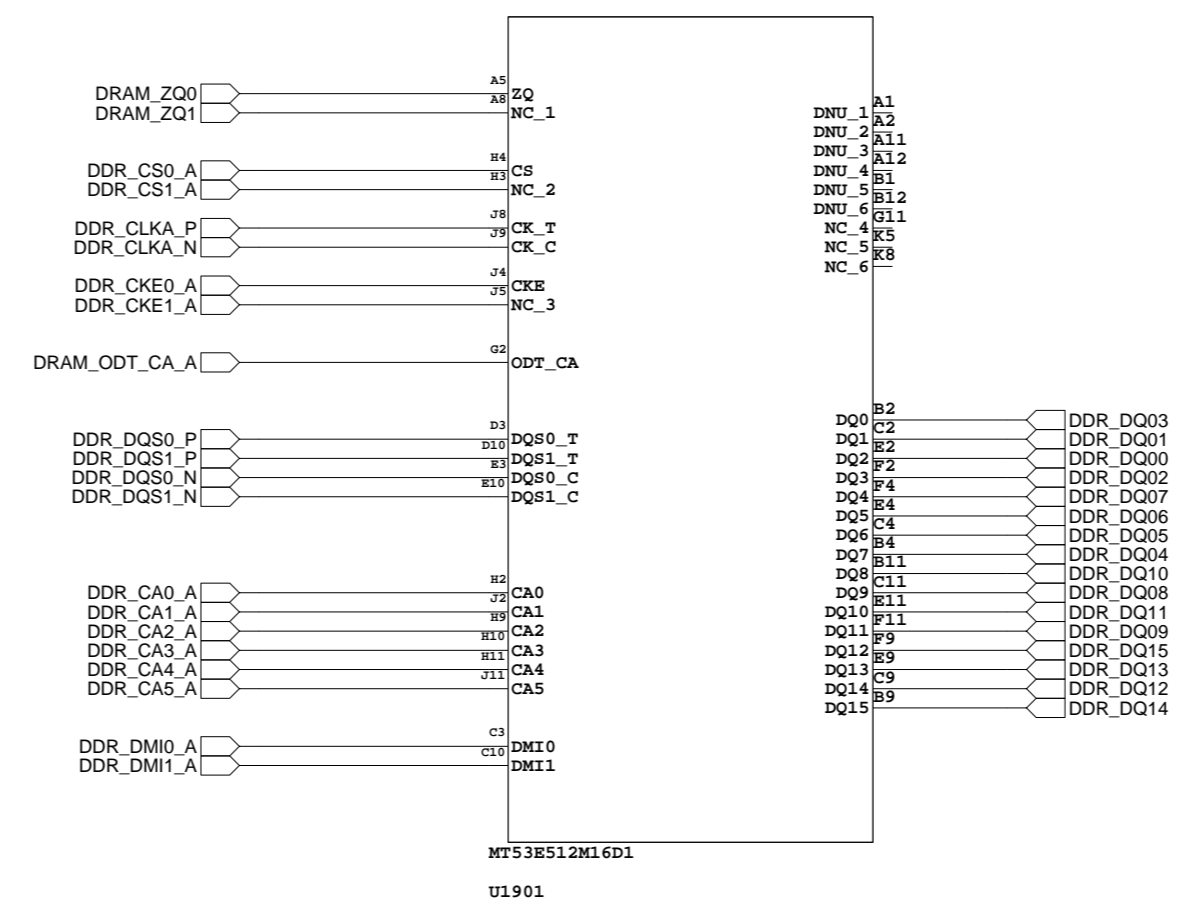 DRAM_ZQ0 A5 ZQ
DRAM_ZQ1 A8 NC_1
DDR_CS0_A H4 CS
DDR_CS1_A H3 NC_2
DDR_CLKA_P J8 CK_T
DDR_CLKA_N J9 CK_C
DDR_CKE0_A J4 CKE
DDR_CKE1_A J5 NC_3
DRAM_ODT_CA_A G2 ODT_CA
DDR_DQS0_P D3 DQS0_T
DDR_DQS1_P D10 DQS1_T
DDR_DQS0_N E3 DQS0_C
DDR_DQS1_N E10 DQS1_C
DDR_CA0_A H2 CA0
DDR_CA1_A J2 CA1
DDR_CA2_A H9 CA2
DDR_CA3_A H10 CA3
DDR_CA4_A H11 CA4
DDR_CA5_A J11 CA5
DDR_DMI0_A C3 DMI0
DDR_DMI1_A C10 DMI1
DNU_1 A1
DNU_2 A2
DNU_3 A11
DNU_4 A12
DNU_5 B1
DNU_6 B12
NC_4 G11
NC_5 K5
NC_6 K8
DQ0 B2 DDR_DQ03
DQ1 C2 DDR_DQ01
DQ2 E2 DDR_DQ00
DQ3 F2 DDR_DQ02
DQ4 F4 DDR_DQ07
DQ5 E4 DDR_DQ06
DQ6 C4 DDR_DQ05
DQ7 B4 DDR_DQ04
DQ8 B11 DDR_DQ10
DQ9 C11 DDR_DQ08
DQ10 E11 DDR_DQ11
DQ11 F11 DDR_DQ09
DQ12 F9 DDR_DQ15
DQ13 E9 DDR_DQ13
DQ14 C9 DDR_DQ12
DQ15 B9 DDR_DQ14
MT53E512M16D1
U1901